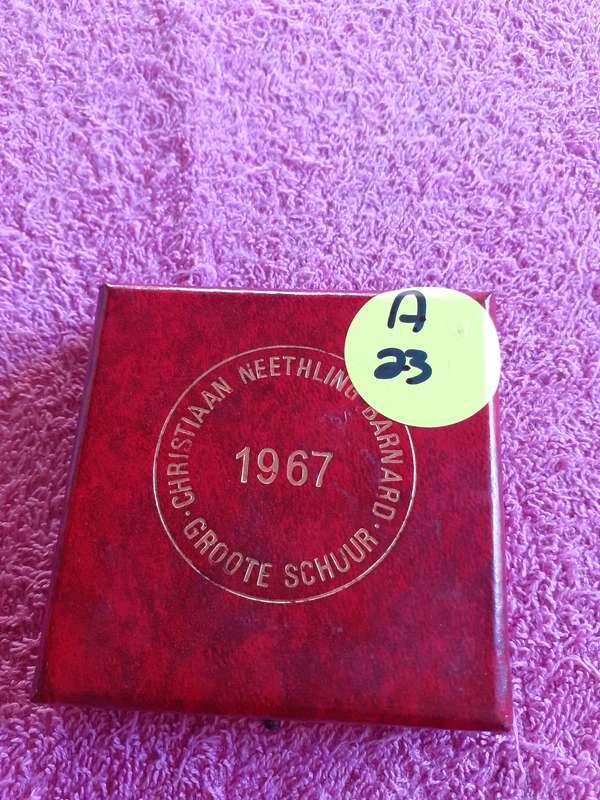 A
23
CHRISTIAAN NEETHLING BARNARD
1967
· GROOTE SCHUUR ·